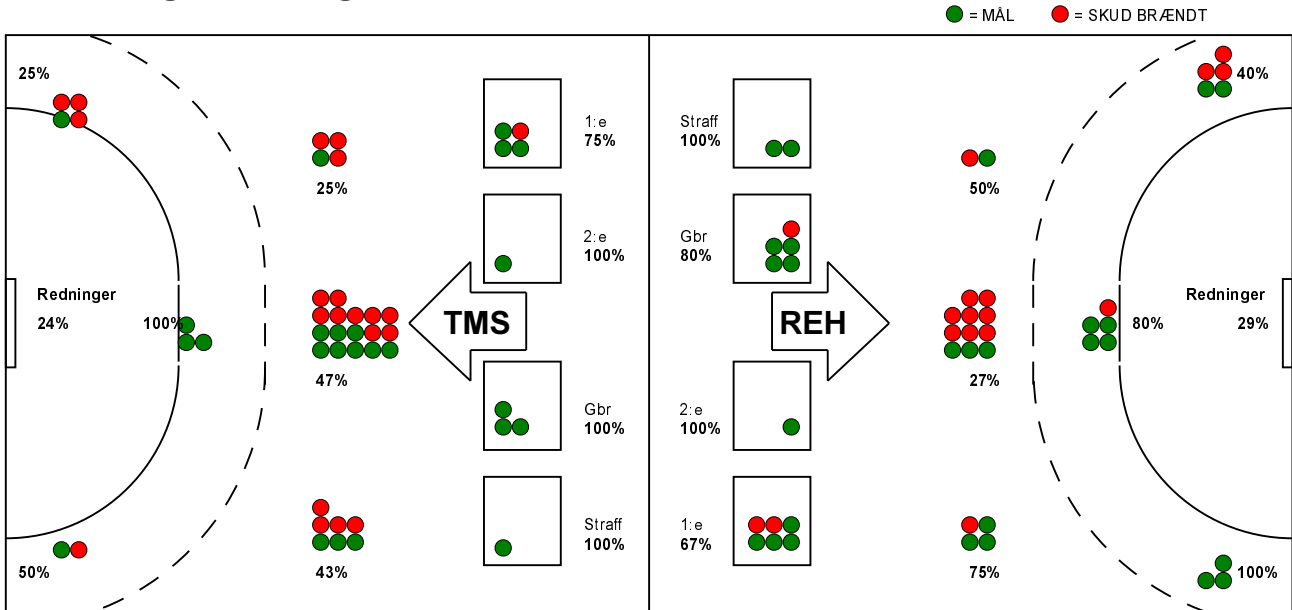 = MÅL = SKUD BRÆNDT
25%
25%
Redninger
24%
100%
47%
50%
43%
1:e
75%
2:e
100%
TMS
Gbr
100%
Straff
100%
Straff
100%
Gbr
80%
REH
2:e
100%
1:e
67%
40%
50%
Redninger
29%
80%
27%
75%
100%